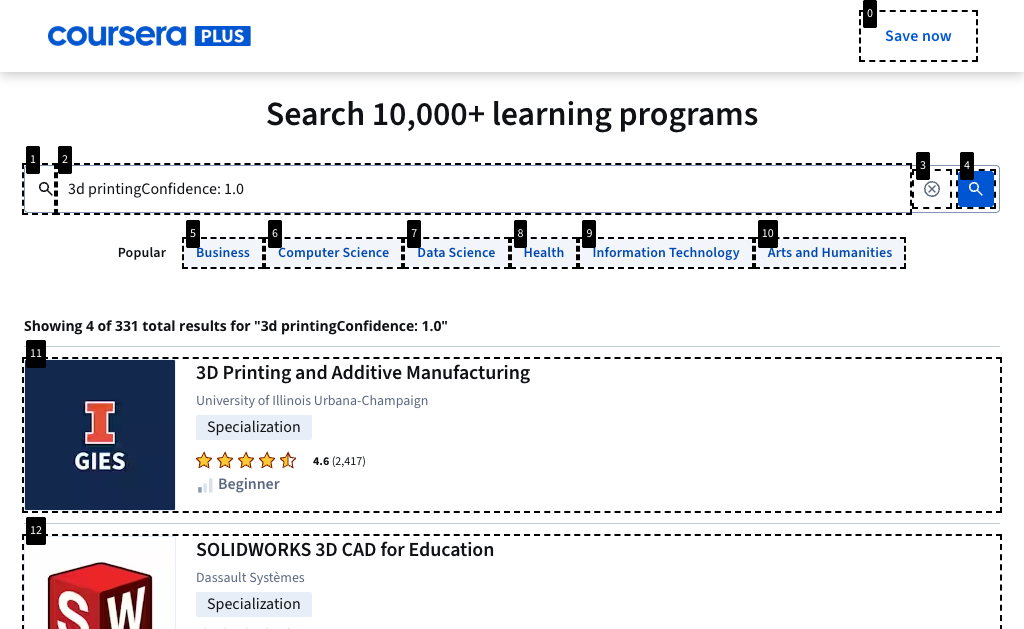 coursera PLUS
0
Save now
Search 10,000+ learning programs
1
2
3
4
3d printingConfidence: 1.0
5
6
7
8
9
10
Popular
Business
Computer Science
Data Science
Health
Information Technology
Arts and Humanities
Showing 4 of 331 total results for "3d printingConfidence: 1.0"
11
I
GIES
3D Printing and Additive Manufacturing
University of Illinois Urbana-Champaign
Specialization
4.6 (2,417)
Beginner
12
S W
SOLIDWORKS 3D CAD for Education
Dassault Systèmes
Specialization